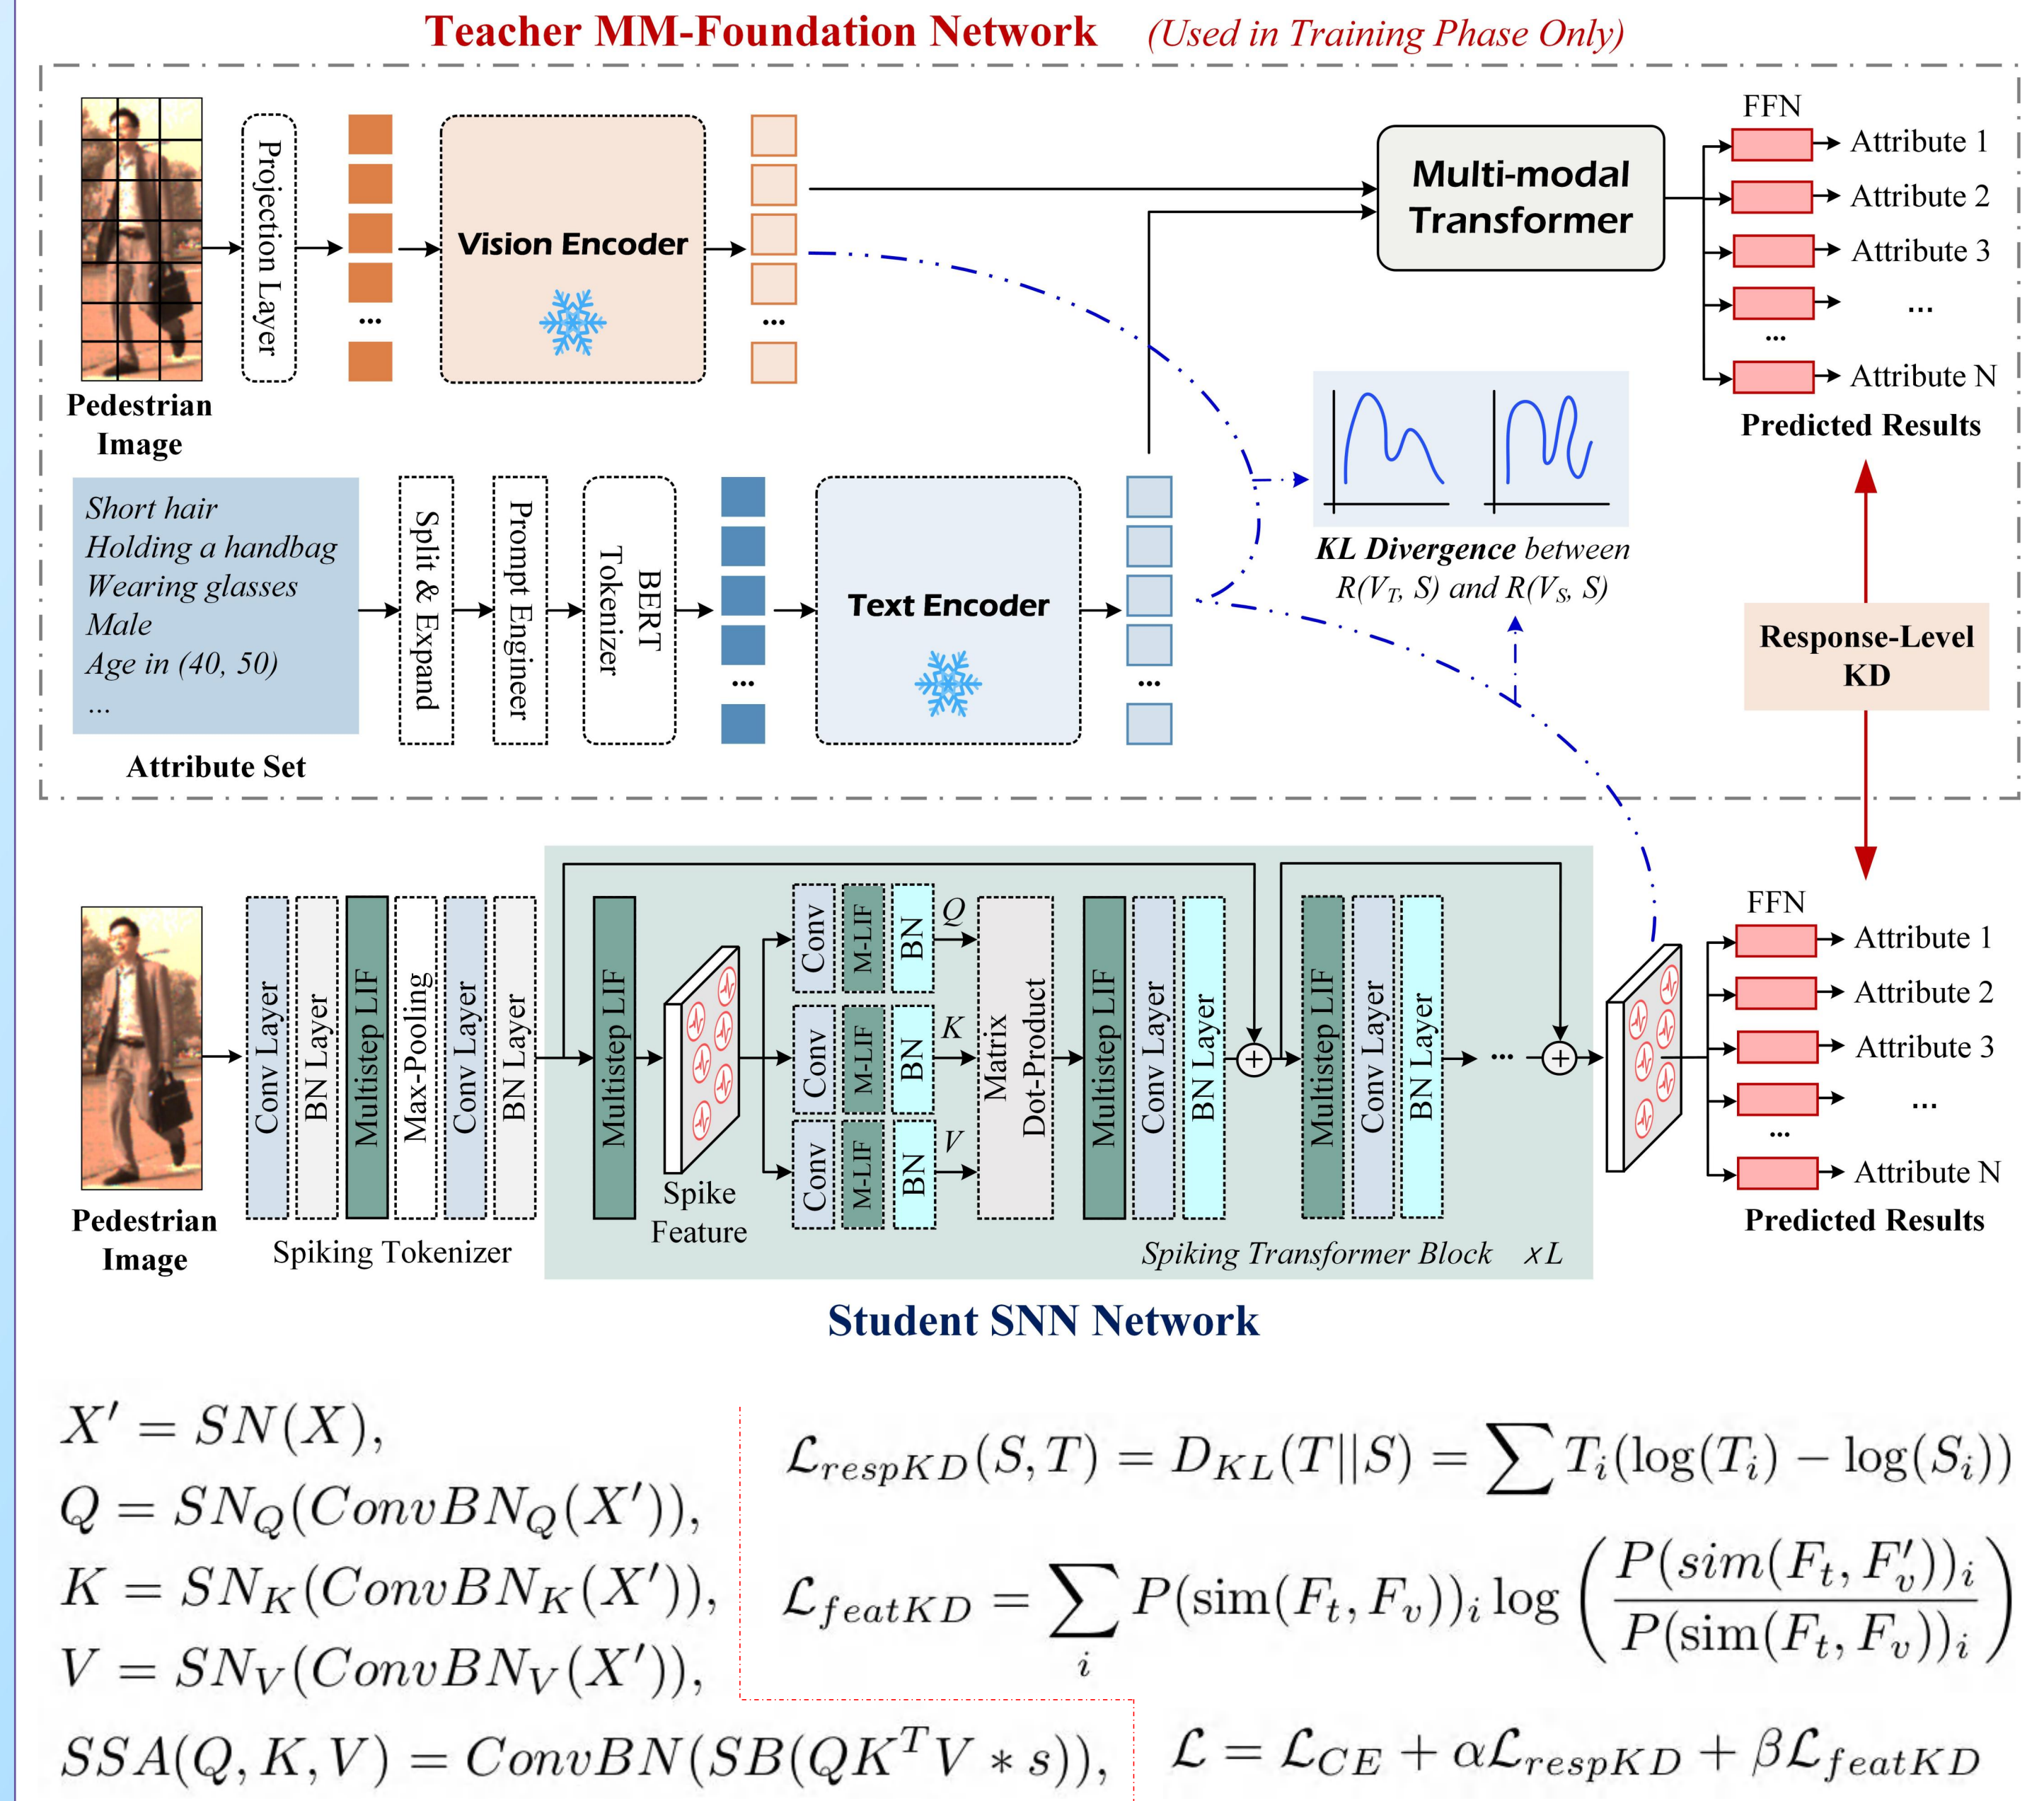 Teacher MM-Foundation Network (Used in Training Phase Only)
Pedestrian
Image
Projection Layer
...
Vision Encoder
...
Multi-modal
Transformer
FFN
Attribute 1
Attribute 2
Attribute 3
...
...
Attribute N
Predicted Results
Short hair
Holding a handbag
Wearing glasses
Male
Age in (40, 50)
...
Attribute Set
Split & Expand
Prompt Engineer
BERT
Tokenizer
...
Text Encoder
...
KL Divergence between
R(V_T, S) and R(V_S, S)
Response-Level
KD
Pedestrian
Image
Conv Layer
BN Layer
Multistep LIF
Max-Pooling
Conv Layer
BN Layer
Spiking Tokenizer
Multistep LIF
Spike
Feature
Conv
M-LIF
BN
Q
Conv
M-LIF
BN
K
Conv
M-LIF
BN
V
Matrix
Dot-Product
Multistep LIF
Conv Layer
BN Layer
+
Multistep LIF
Conv Layer
BN Layer
...
+
Spiking Transformer Block ×L
FFN
Attribute 1
Attribute 2
Attribute 3
...
...
Attribute N
Predicted Results
Student SNN Network
X′ = SN(X),
Q = SN_Q(ConvBN_Q(X′)),
K = SN_K(ConvBN_K(X′)),
V = SN_V(ConvBN_V(X′)),
SSA(Q, K, V) = ConvBN(SB(QK^T V * s)),
ℒ_respKD(S, T) = D_KL(T||S) = ∑ T_i(log(T_i) − log(S_i))
ℒ_featKD = ∑_i P(sim(F_t, F_v))_i log (P(sim(F_t, F′_v))_i / P(sim(F_t, F_v))_i)
ℒ = ℒ_CE + αℒ_respKD + βℒ_featKD